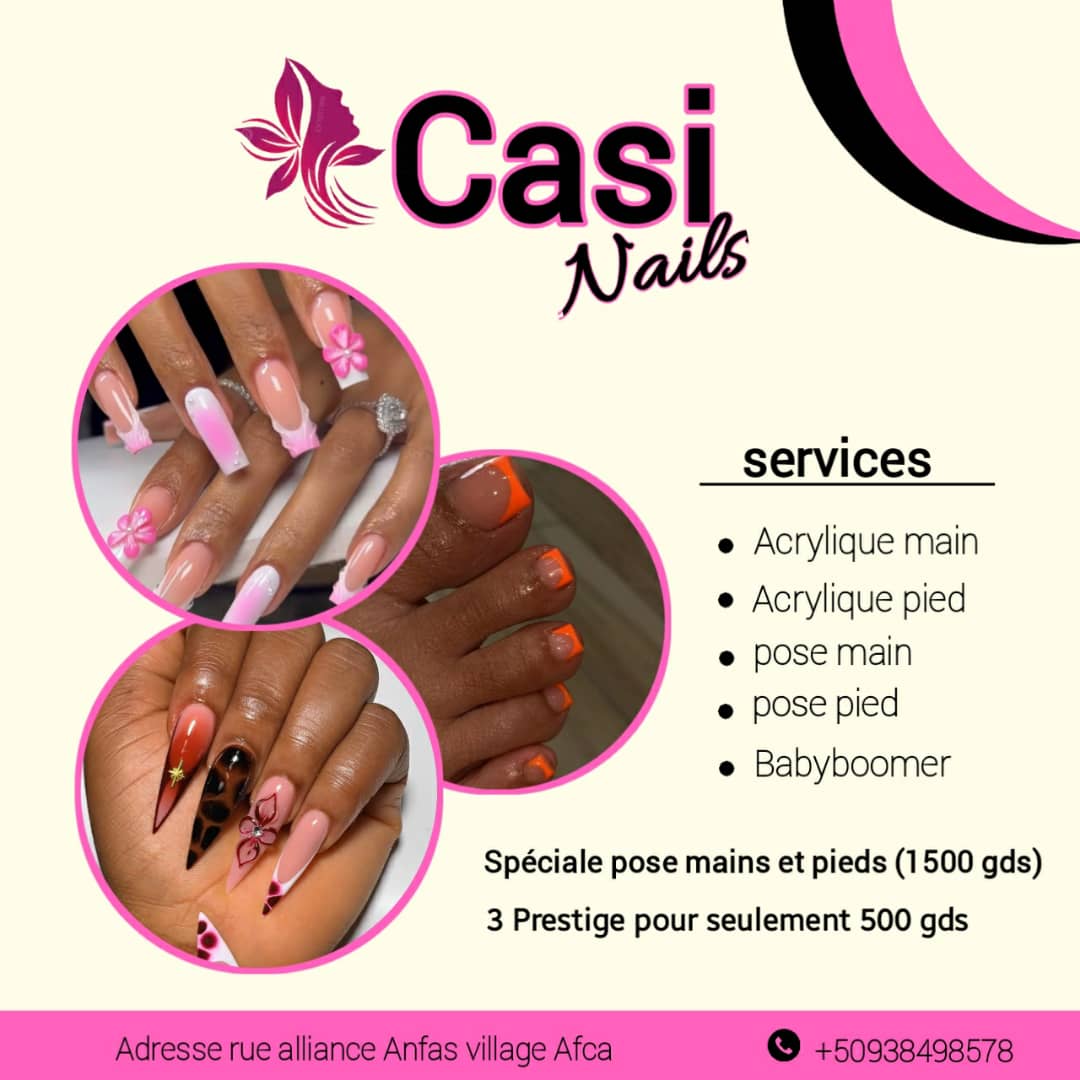 Casi
Nails
services
Acrylique main
Acrylique pied
pose main
pose pied
Babyboomer
Spéciale pose mains et pieds (1500 gds)
3 Prestige pour seulement 500 gds
Adresse rue alliance Anfas village Afca
+50938498578